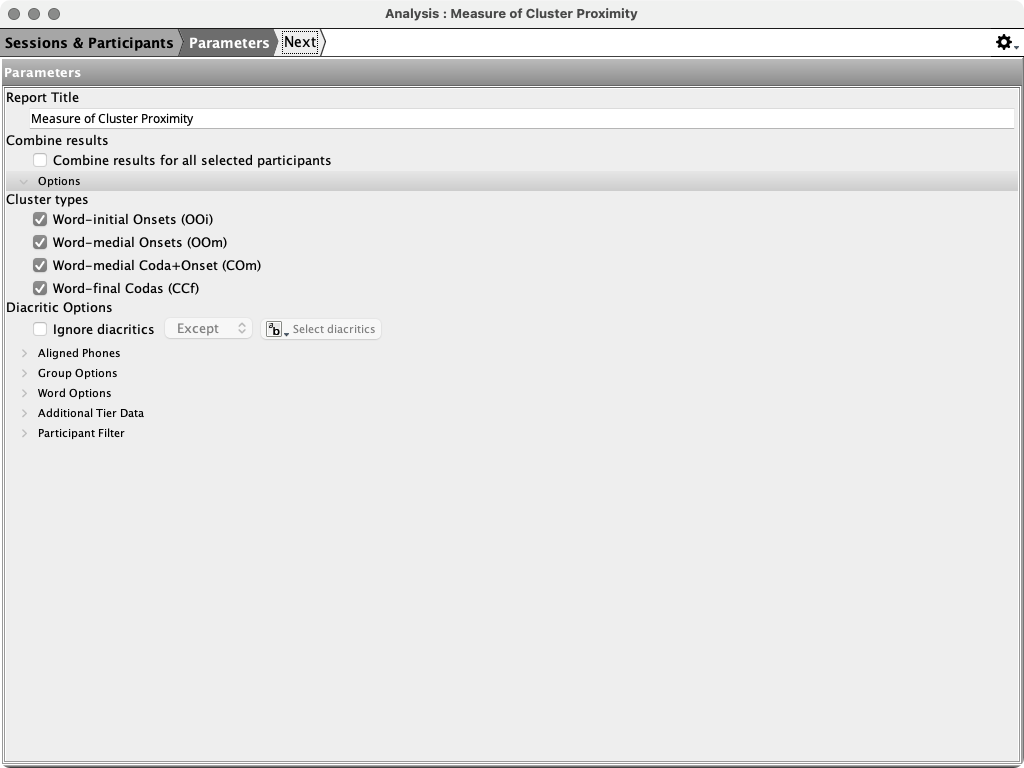 Analysis : Measure of Cluster Proximity
Sessions & Participants Parameters Next
Parameters
Report Title
Measure of Cluster Proximity
Combine results
Combine results for all selected participants
Options
Cluster types
Word-initial Onsets (OOi)
Word-medial Onsets (OOm)
Word-medial Coda+Onset (COm)
Word-final Codas (CCf)
Diacritic Options
Ignore diacritics Except ab Select diacritics
Aligned Phones
Group Options
Word Options
Additional Tier Data
Participant Filter